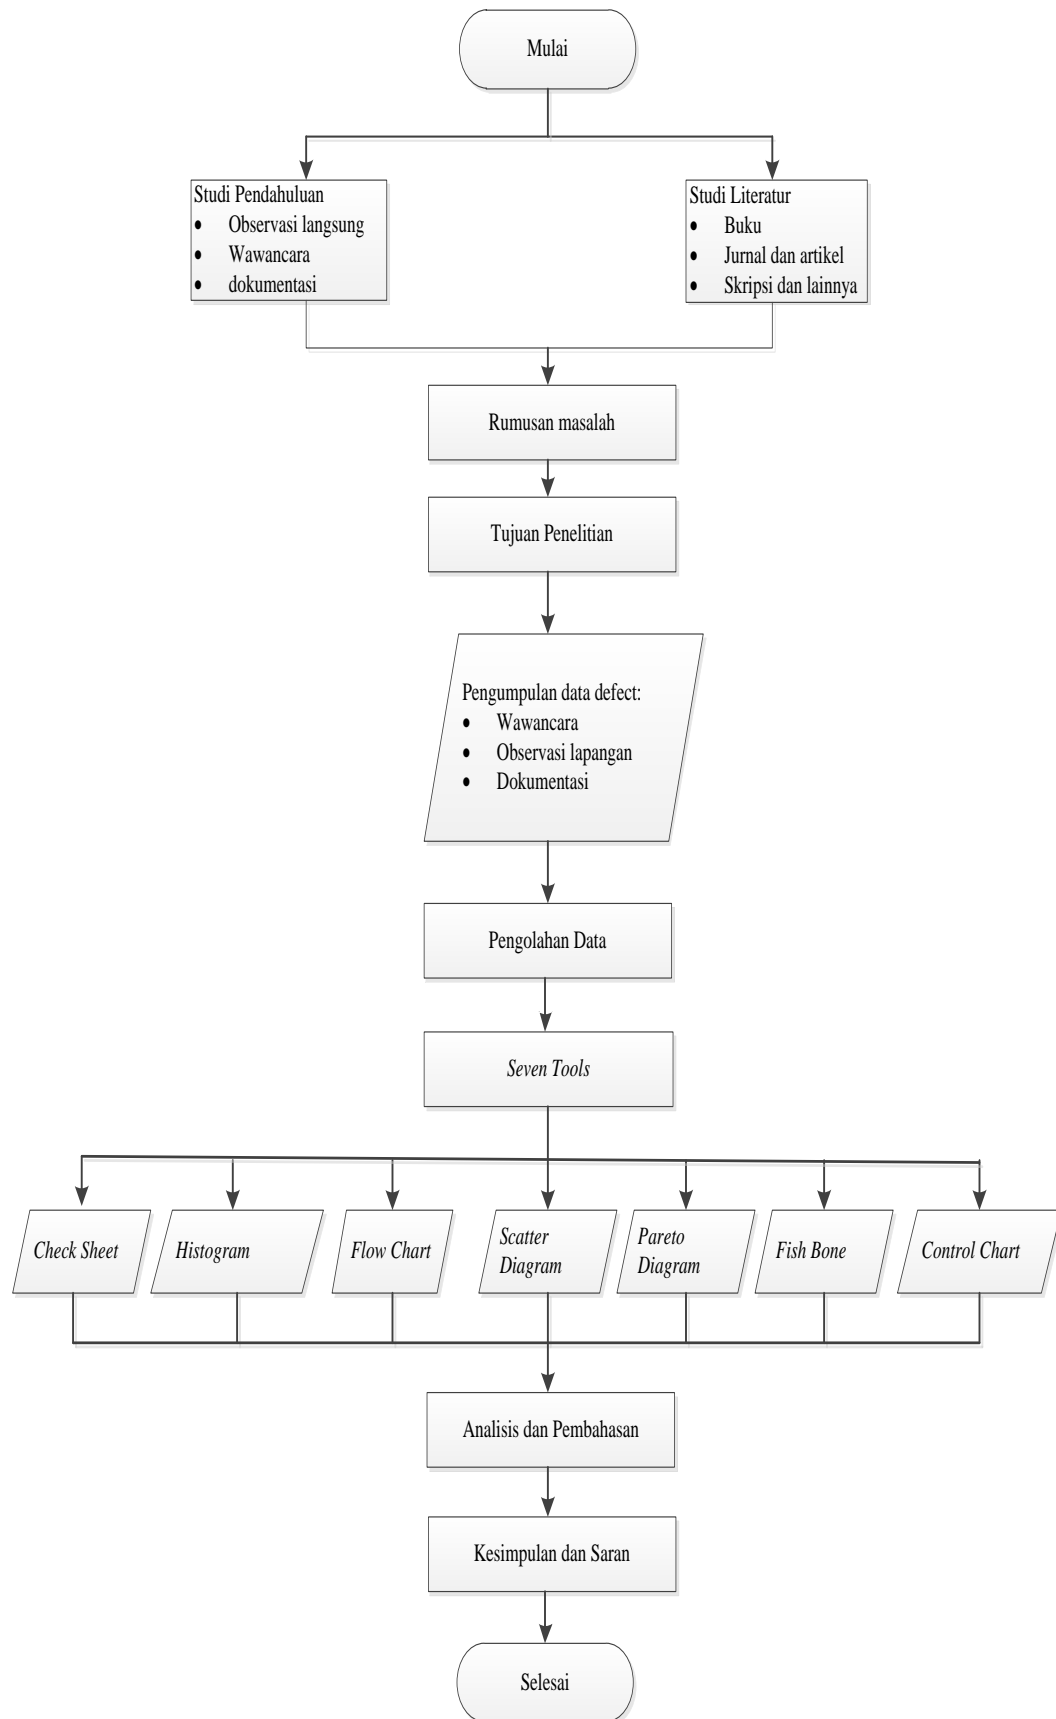 Mulai
Studi Pendahuluan
• Observasi langsung
• Wawancara
• dokumentasi
Studi Literatur
• Buku
• Jurnal dan artikel
• Skripsi dan lainnya
Rumusan masalah
Tujuan Penelitian
Pengumpulan data defect:
• Wawancara
• Observasi lapangan
• Dokumentasi
Pengolahan Data
Seven Tools
Check Sheet
Histogram
Flow Chart
Scatter
Diagram
Pareto
Diagram
Fish Bone
Control Chart
Analisis dan Pembahasan
Kesimpulan dan Saran
Selesai